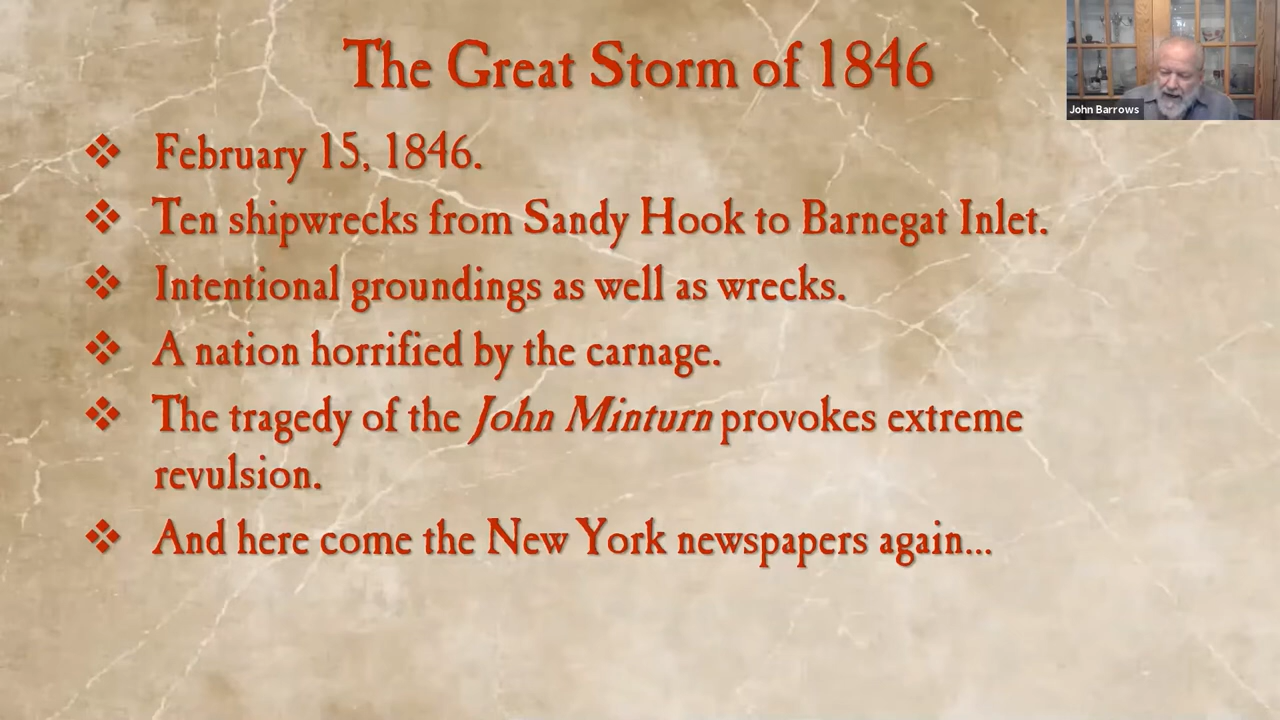 The Great Storm of 1846
John Barrows
❖ February 15, 1846.
❖ Ten shipwrecks from Sandy Hook to Barnegat Inlet.
❖ Intentional groundings as well as wrecks.
❖ A nation horrified by the carnage.
❖ The tragedy of the John Minturn provokes extreme
revulsion.
❖ And here come the New York newspapers again...